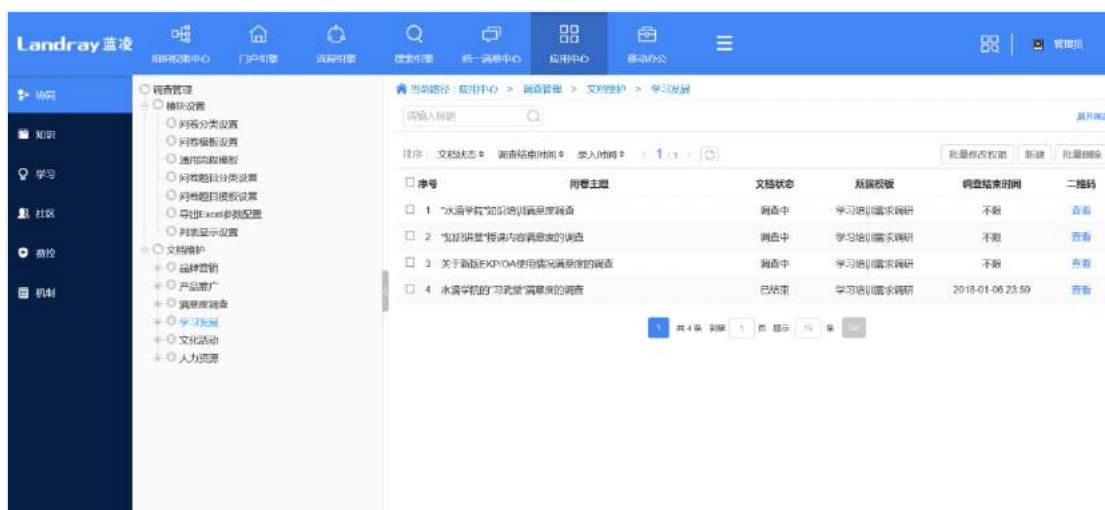 Landray蓝凌
组织权限中心 门户引擎 流程引擎 搜索引擎 统一消息中心 应用中心 移动办公
管理员
协同
知识
学习
社区
费控
机制
调查管理
模块设置
问卷分类设置
问卷模板设置
通用流程模板
问卷题目分类设置
问卷题目模板设置
导出Excel参数配置
列表显示设置
文档维护
品牌营销
产品推广
满意度调查
学习发展
文化活动
人力资源
当前路径：应用中心 > 调查管理 > 文档维护 > 学习发展
请输入标题
排序： 文档状态 调查结束时间 录入时间 1 / 1
批量修改权限 新建 批量删除
序号 问卷主题 文档状态 所属模板 调查结束时间 二维码
1 "水滴学院"知识培训满意度调查 调查中 学习培训需求调研 不限 查看
2 "知识讲堂"授课内容满意度的调查 调查中 学习培训需求调研 不限 查看
3 关于新版EKP/OA使用情况满意度的调查 调查中 学习培训需求调研 不限 查看
4 水滴学院的"习武堂"满意度的调查 已结束 学习培训需求调研 2018-01-06 23:59 查看
1 共 4 条 到第 1 页 显示 15 条 Go